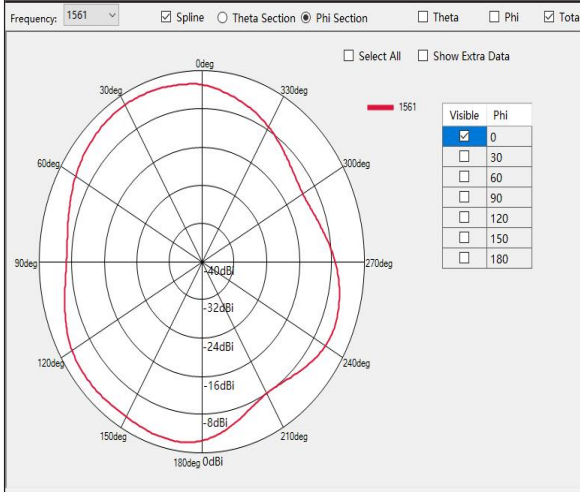 Frequency: 1561 Spline Theta Section Phi Section Theta Phi Tota
Select All Show Extra Data
0deg
30deg 330deg
1561
Visible Phi
0
30
60deg 300deg
60
90
120
150
180
90deg 270deg
-40dBi
-32dBi
-24dBi
120deg 240deg
-16dBi
-8dBi
150deg 210deg
180deg 0dBi